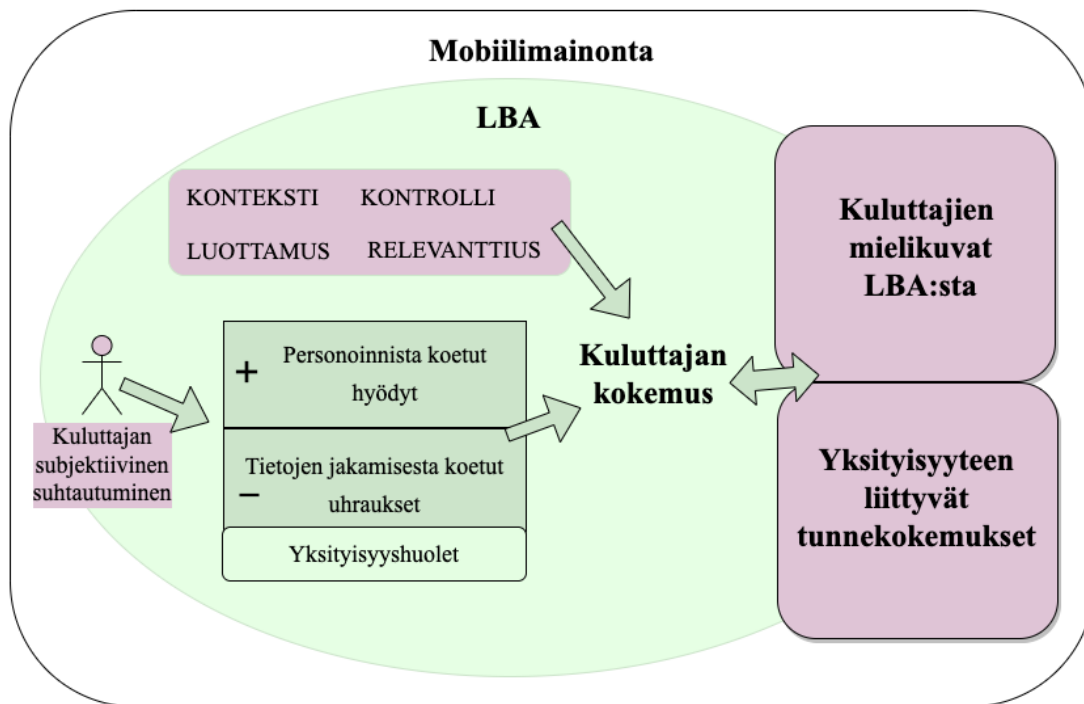 Mobiilimainonta
LBA
KONTEKSTI KONTROLLI
LUOTTAMUS RELEVANTTIUS
Kuluttajan
subjektiivinen
suhtautuminen
+ Personoinnista koetut
hyödyt
Tietojen jakamisesta koetut
– uhraukset
Yksityisyyshuolet
Kuluttajan
kokemus
Kuluttajien
mielikuvat
LBA:sta
Yksityisyyteen
liittyvät
tunnekokemukset